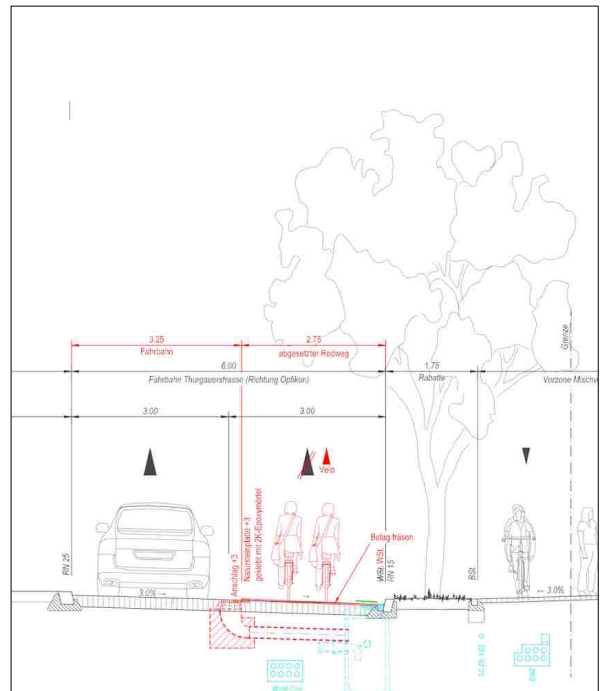 3.25
Fahrbahn
2.75
abgesetzter Radweg
6.00
Fahrbahn Thurgauerstrasse (Richtung Opfikon)
1.75
Rabatte
Grenze
Vorzone Mischv
3.00
3.00
Velo
RN 25
Anschlag +3
Natursteinplatte +3
geklebt mit 2K-Epoxymörtel
Belag fräsen
WSt.
RN 15
BSt.
3.0% →
→
← 3.0%
EWZ